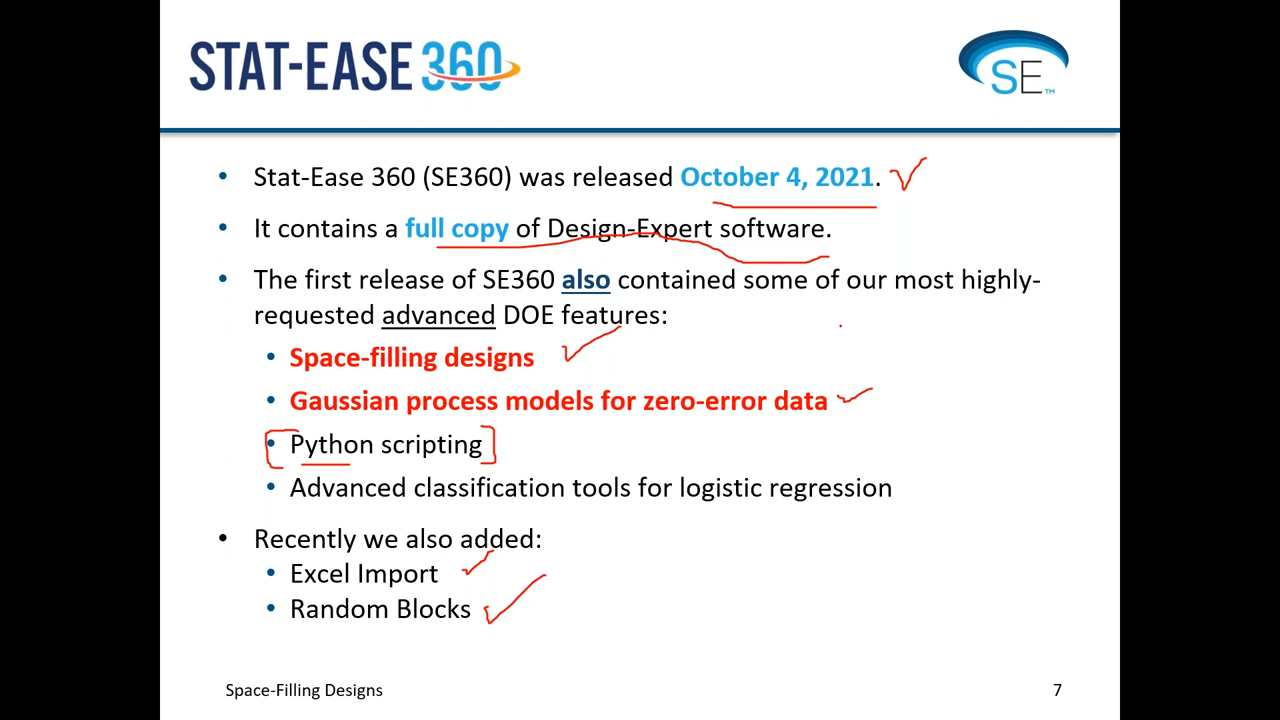 STAT-EASE 360
SE™
• Stat-Ease 360 (SE360) was released October 4, 2021.
• It contains a full copy of Design-Expert software.
• The first release of SE360 also contained some of our most highly-
requested advanced DOE features:
• Space-filling designs
• Gaussian process models for zero-error data
• Python scripting
• Advanced classification tools for logistic regression
• Recently we also added:
• Excel Import
• Random Blocks
Space-Filling Designs
7